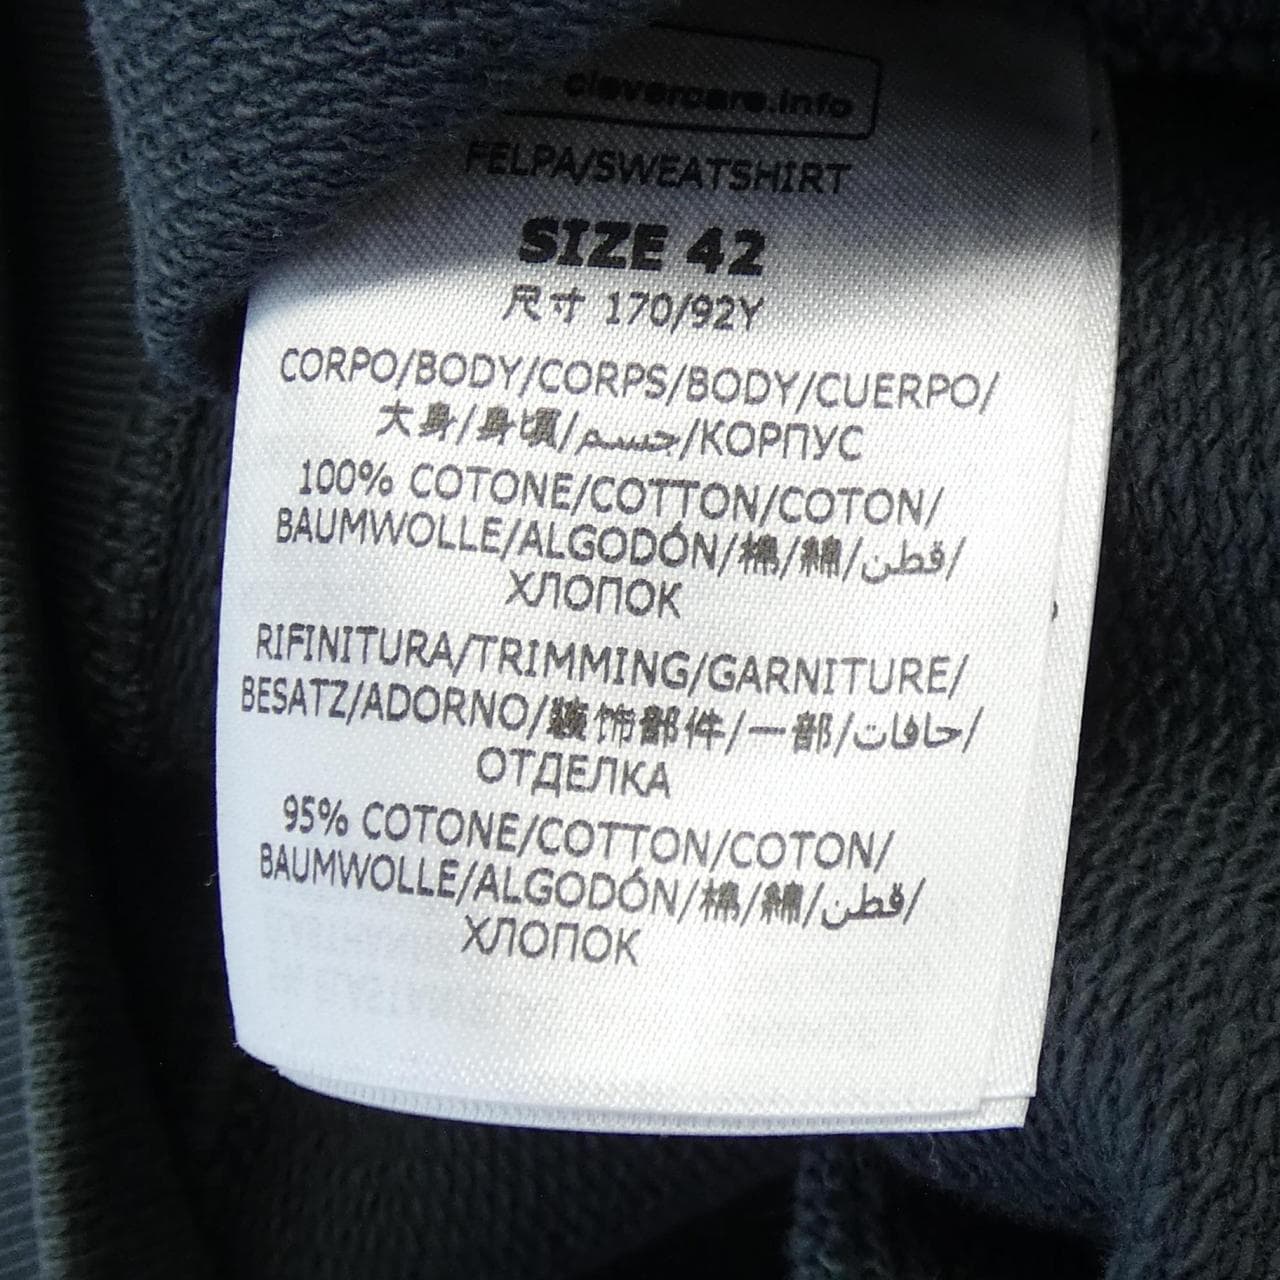 clevercare.info
FELPA/SWEATSHIRT
SIZE 42
尺寸 170/92Y
CORPO/BODY/CORPS/BODY/CUERPO/
大身/身頃/جسم/КОРПУС
100% COTONE/COTTON/COTON/
BAUMWOLLE/ALGODÓN/棉/綿/قطن/
ХЛОПОК
RIFINITURA/TRIMMING/GARNITURE/
BESATZ/ADORNO/装饰部件/一部/حافات/
ОТДЕЛКА
95% COTONE/COTTON/COTON/
BAUMWOLLE/ALGODÓN/棉/綿/قطن/
ХЛОПОК